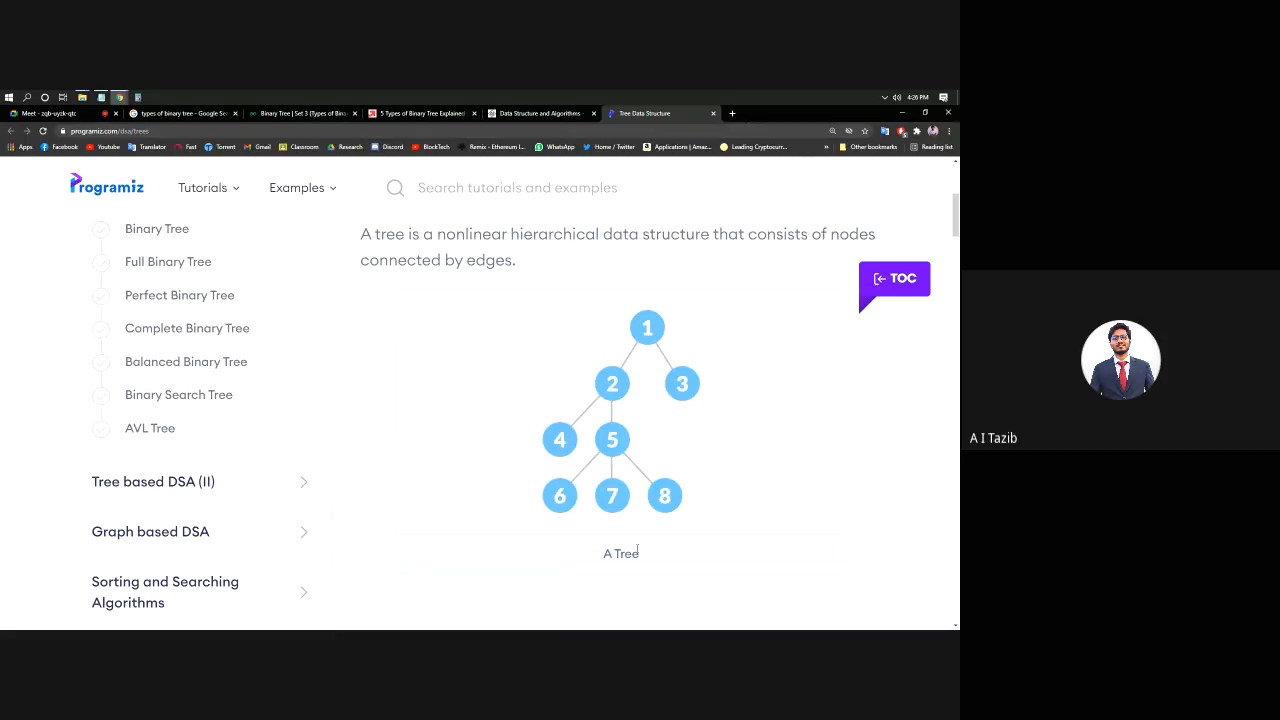 4:26 PM
Meet - zqb-uyzk-qtz
types of binary tree - Google Se
Binary Tree | Set 3 (Types of Bina
5 Types of Binary Tree Explained
Data Structure and Algorithms -
Tree Data Structure
programiz.com/dsa/trees
Apps Facebook Youtube Translator Fast Torrent Gmail Classroom Research Discord BlockTech Remix - Ethereum I... WhatsApp Home / Twitter Applications | Amaz... Leading Cryptocurr... » Other bookmarks Reading list
Programiz Tutorials Examples Search tutorials and examples
Binary Tree
Full Binary Tree
Perfect Binary Tree
Complete Binary Tree
Balanced Binary Tree
Binary Search Tree
AVL Tree
Tree based DSA (II)
Graph based DSA
Sorting and Searching
Algorithms
A tree is a nonlinear hierarchical data structure that consists of nodes
connected by edges.
TOC
1
2 3
4 5
6 7 8
A Tree
A I Tazib